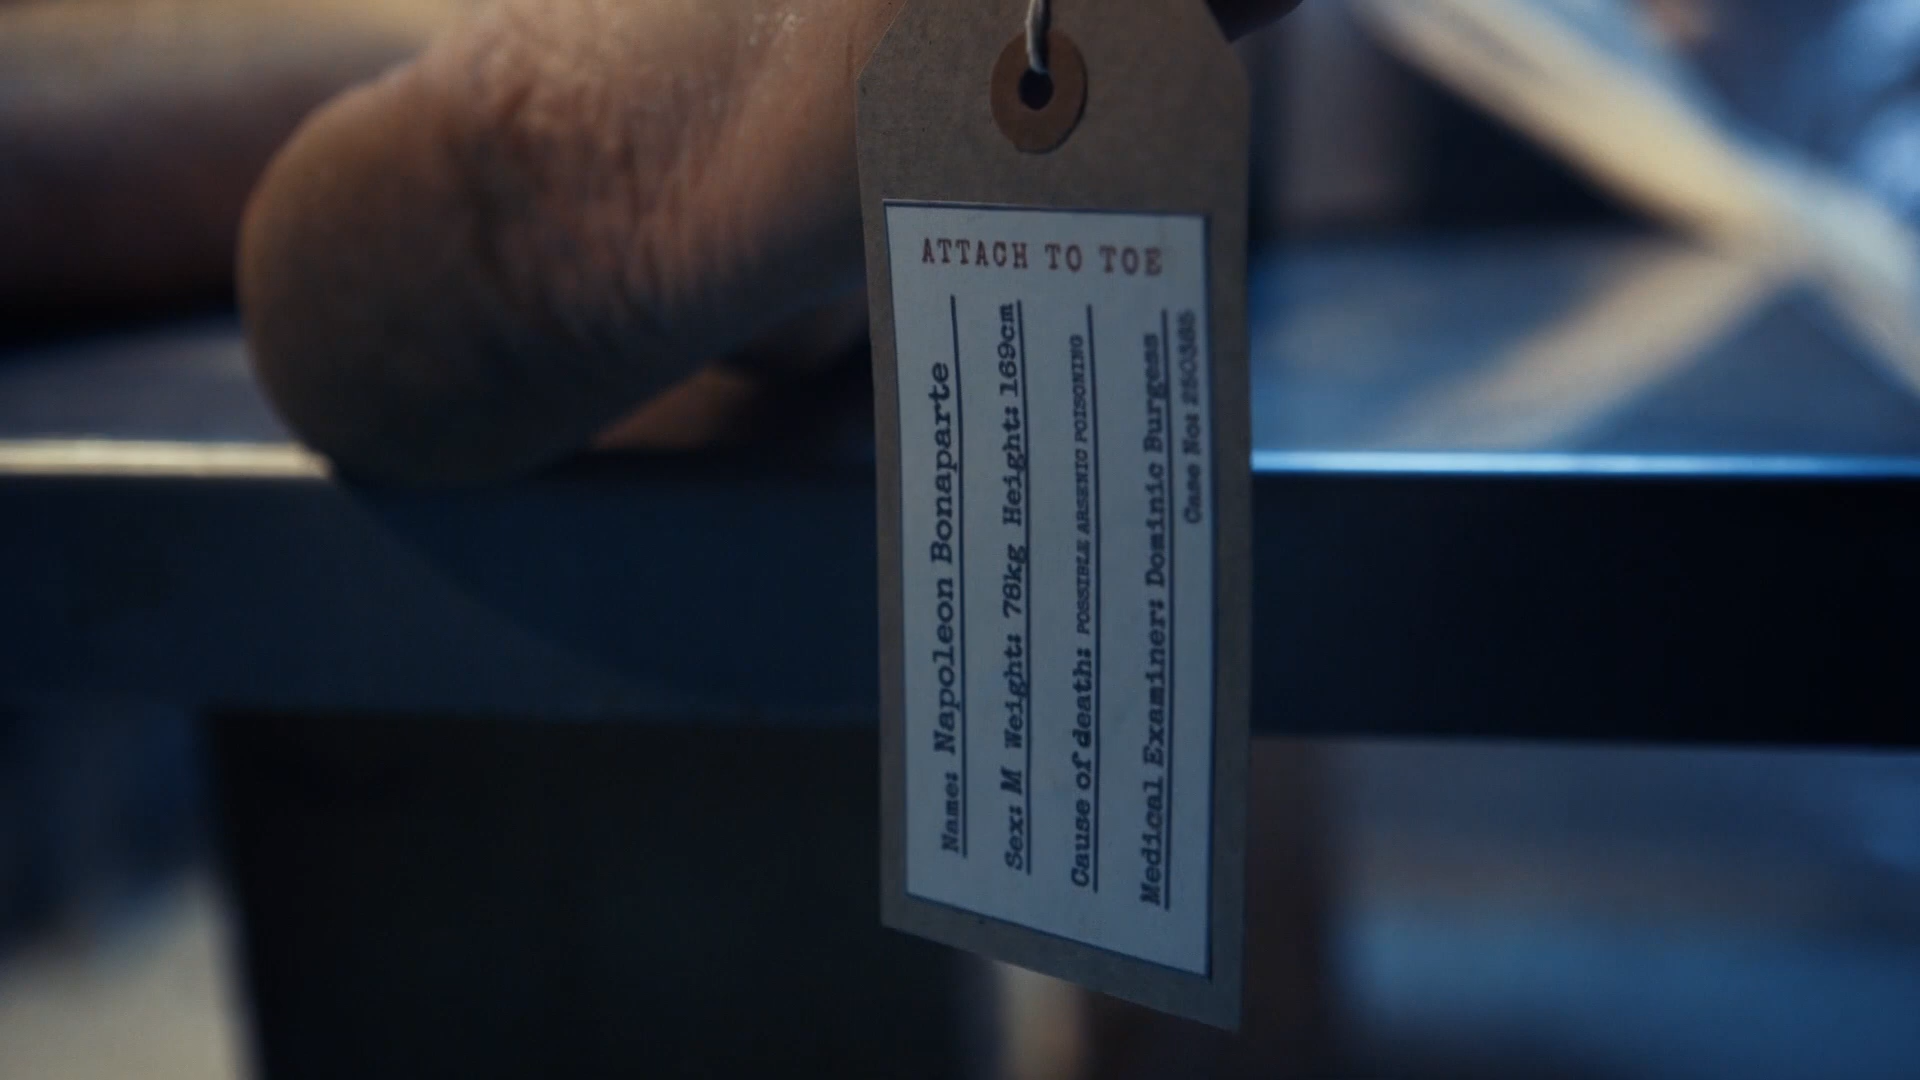 ATTACH TO TOE
Name: Napoleon Bonaparte
Sex: M Weight: 78kg Height: 169cm
Cause of death: POSSIBLE ARSENIC POISONING
Medical Examiner: Dominic Burgess
Case No: